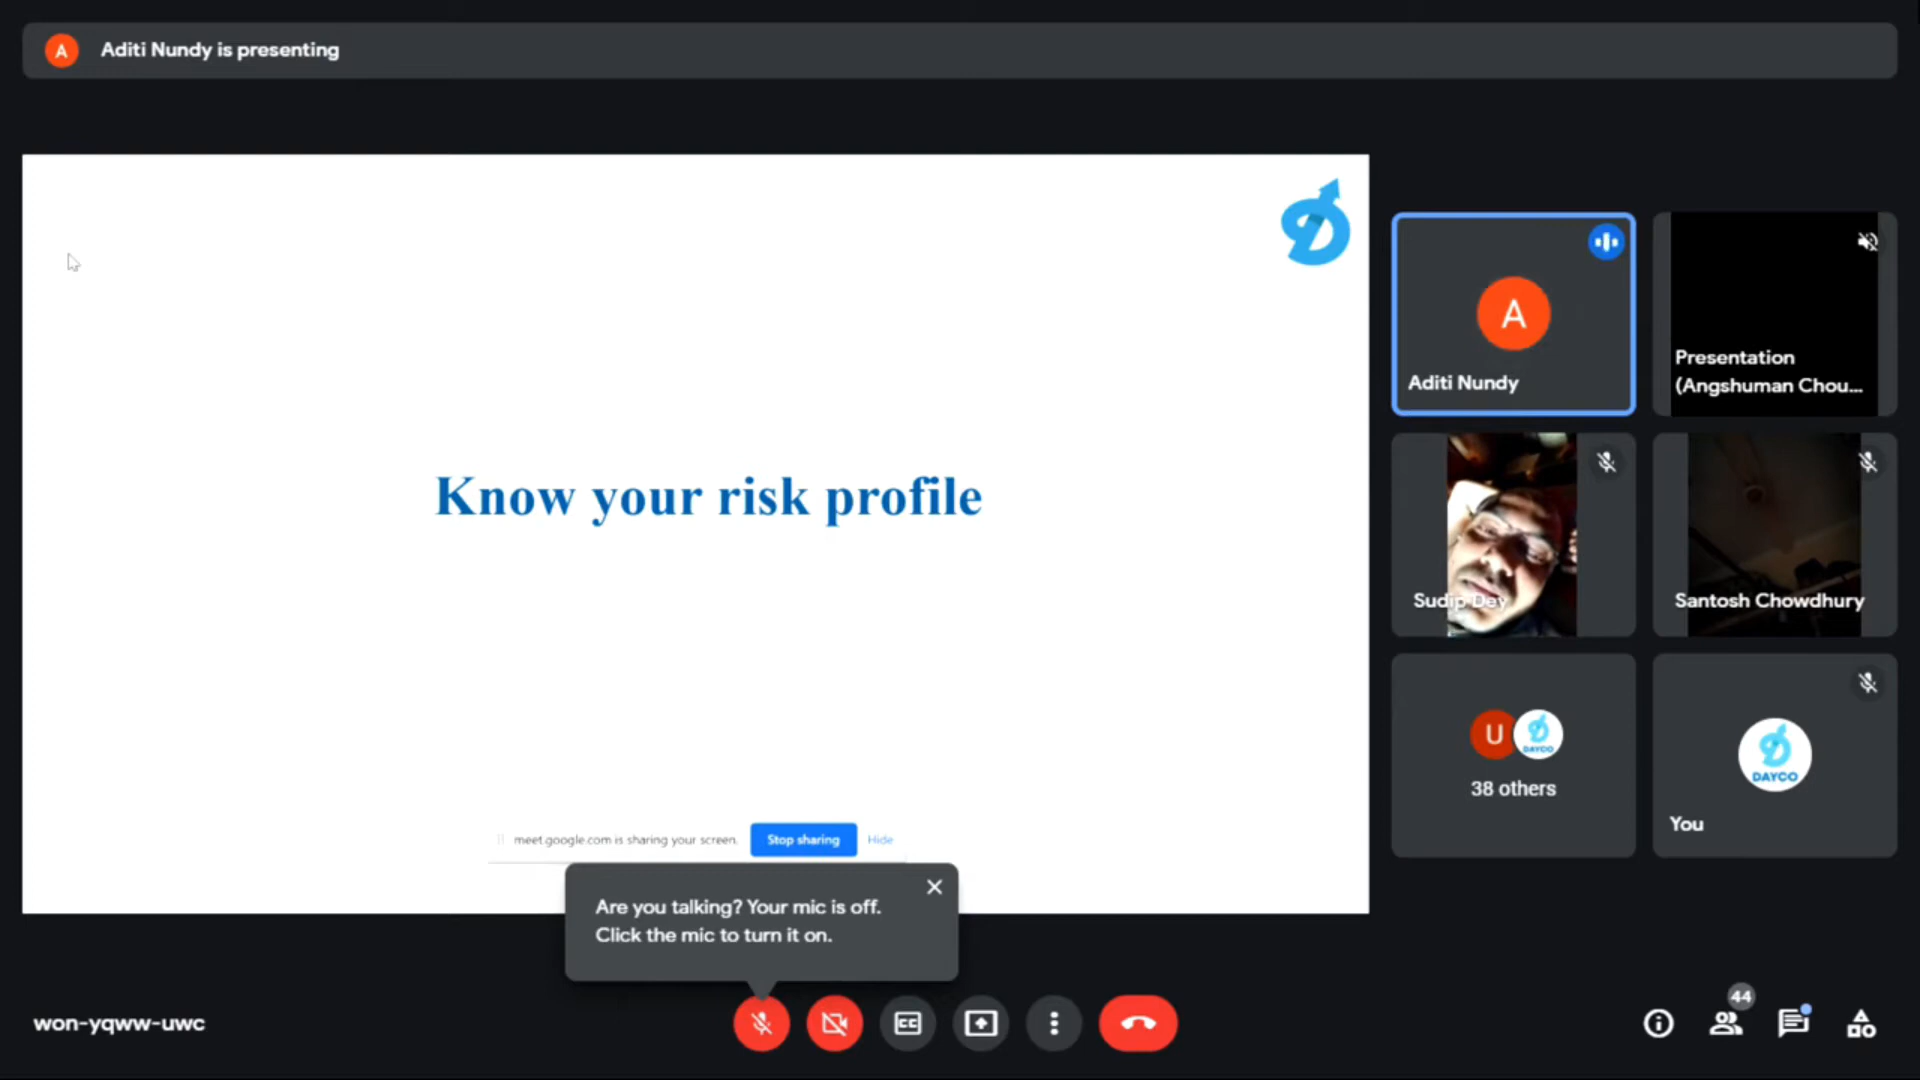 A
Aditi Nundy is presenting
Know your risk profile
meet.google.com is sharing your screen.
Stop sharing
Hide
Are you talking? Your mic is off.
Click the mic to turn it on.
A
Aditi Nundy
Presentation
(Angshuman Chou...
Sudip Dey
Santosh Chowdhury
U
DAYCO
38 others
DAYCO
You
won-yqww-uwc
CC
44